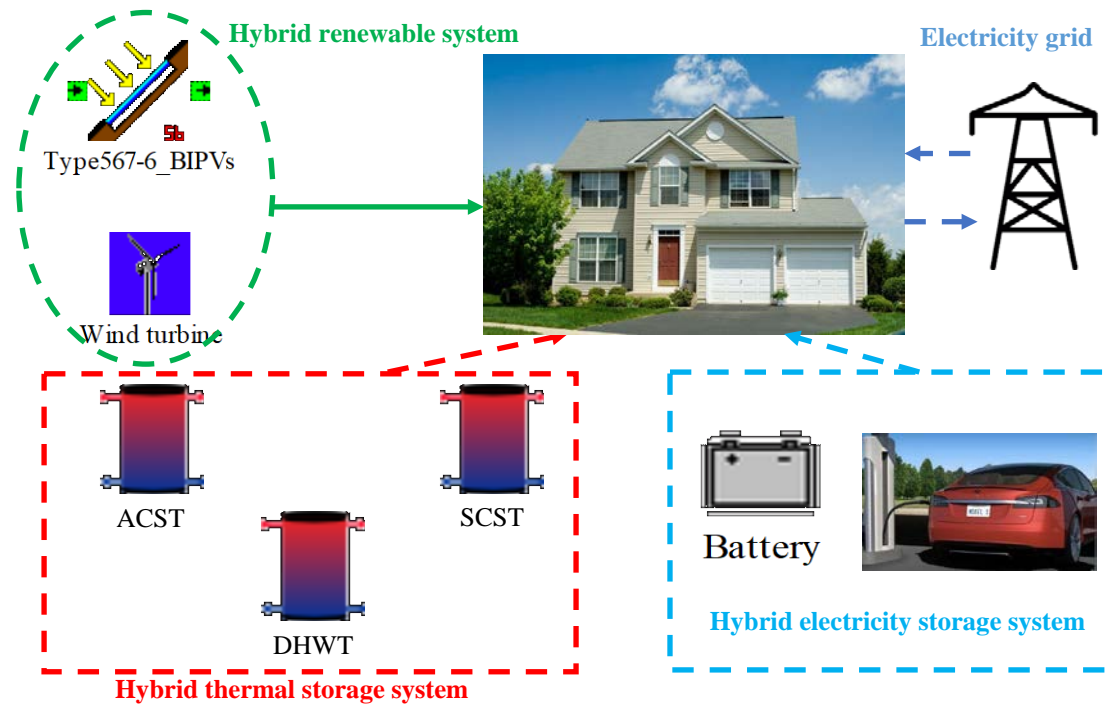 Hybrid renewable system
Electricity grid
56
Type567-6_BIPVs
Wind turbine
ACST
SCST
DHWT
Hybrid thermal storage system
Battery
Hybrid electricity storage system